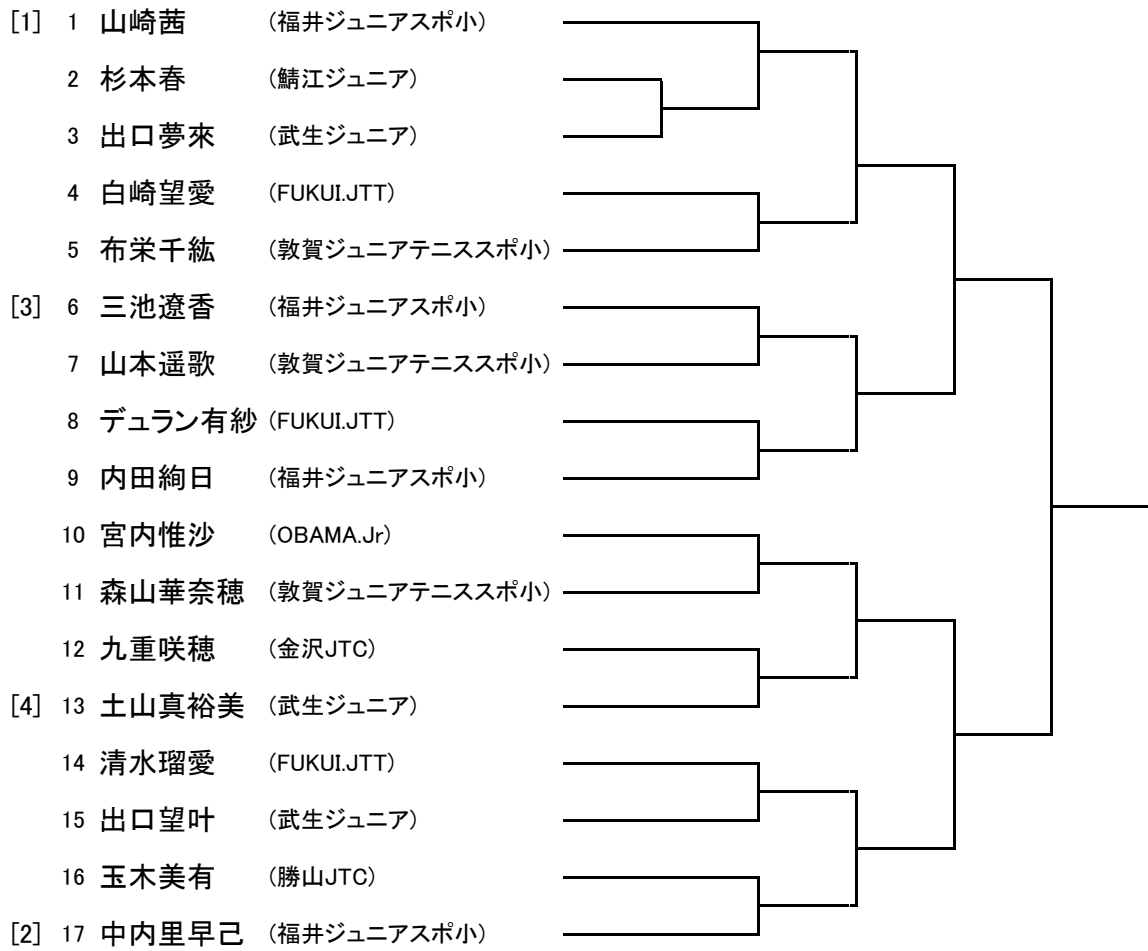 [1] 1 山崎茜 (福井ジュニアスポ少)
2 杉本春 (鯖江ジュニア)
3 出口夢來 (武生ジュニア)
4 白崎望愛 (FUKUI.JTT)
5 布栄千紘 (敦賀ジュニアテニススポ少)
[3] 6 三池遼香 (福井ジュニアスポ少)
7 山本遥歌 (敦賀ジュニアテニススポ少)
8 デュラン有紗 (FUKUI.JTT)
9 内田絢日 (福井ジュニアスポ少)
10 宮内惟沙 (OBAMA.Jr)
11 森山華奈穂 (敦賀ジュニアテニススポ少)
12 九重咲穂 (金沢JTC)
[4] 13 土山真裕美 (武生ジュニア)
14 清水瑠愛 (FUKUI.JTT)
15 出口望叶 (武生ジュニア)
16 玉木美有 (勝山JTC)
[2] 17 中内里早己 (福井ジュニアスポ少)